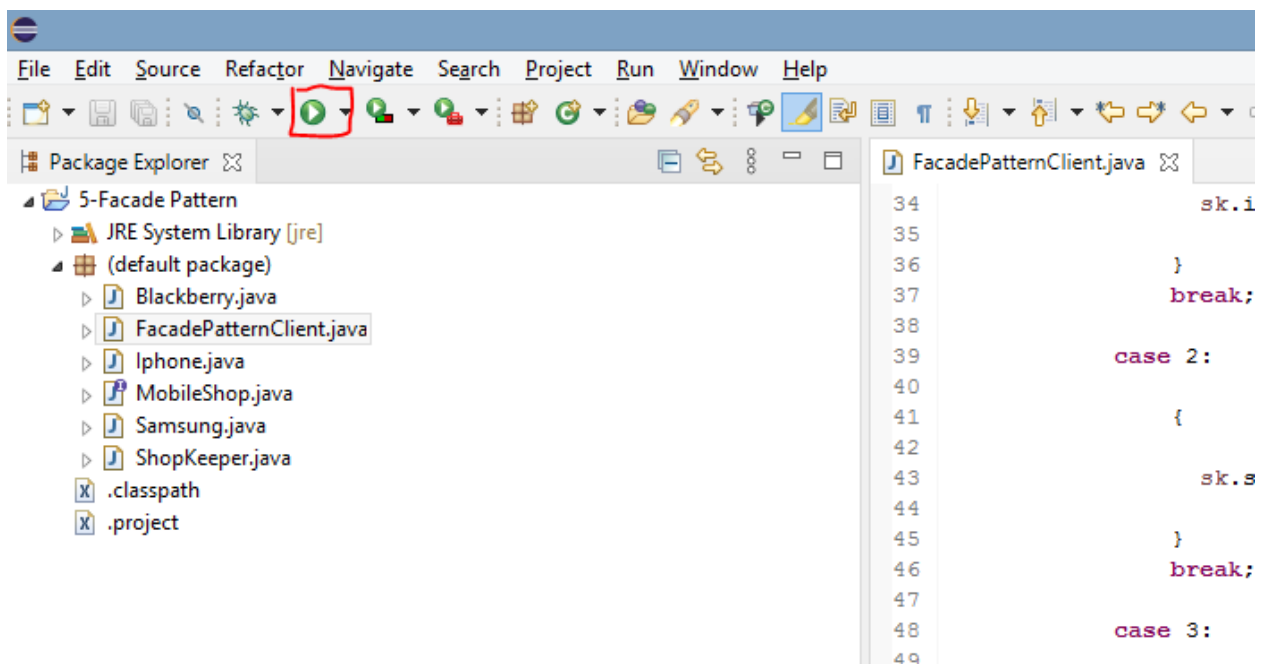 File Edit Source Refactor Navigate Search Project Run Window Help
Package Explorer
5-Facade Pattern
JRE System Library [jre]
(default package)
Blackberry.java
FacadePatternClient.java
Iphone.java
MobileShop.java
Samsung.java
ShopKeeper.java
.classpath
.project
FacadePatternClient.java
34 sk.i
35
36 }
37 break;
38
39 case 2:
40
41 {
42
43 sk.s
44
45 }
46 break;
47
48 case 3:
49